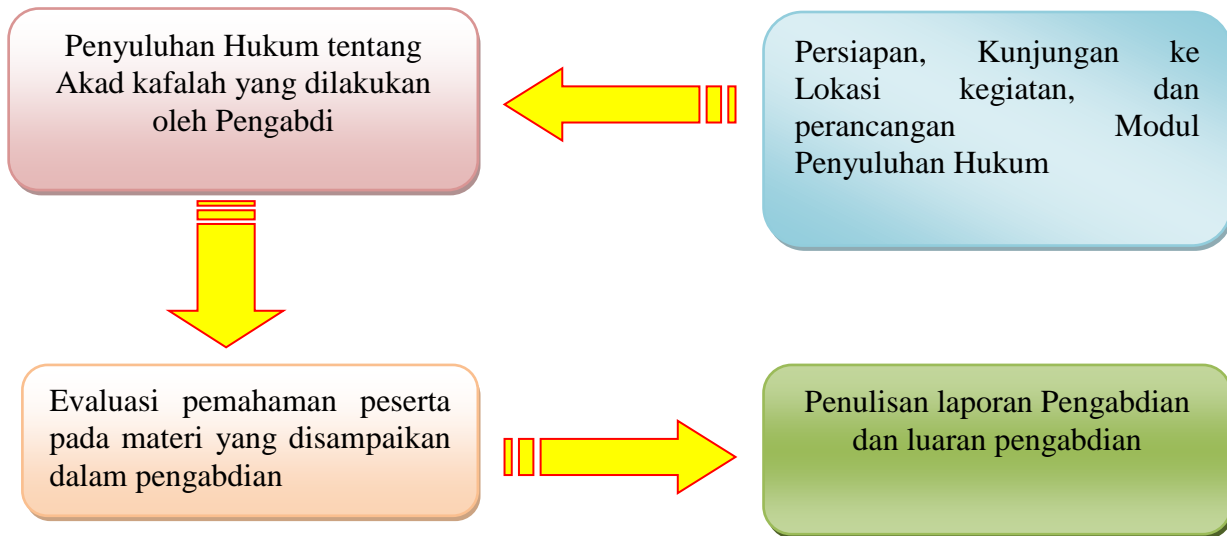 Penyuluhan Hukum tentang
Akad kafalah yang dilakukan
oleh Pengabdi
Persiapan, Kunjungan ke
Lokasi kegiatan, dan
perancangan Modul
Penyuluhan Hukum
Evaluasi pemahaman peserta
pada materi yang disampaikan
dalam pengabdian
Penulisan laporan Pengabdian
dan luaran pengabdian